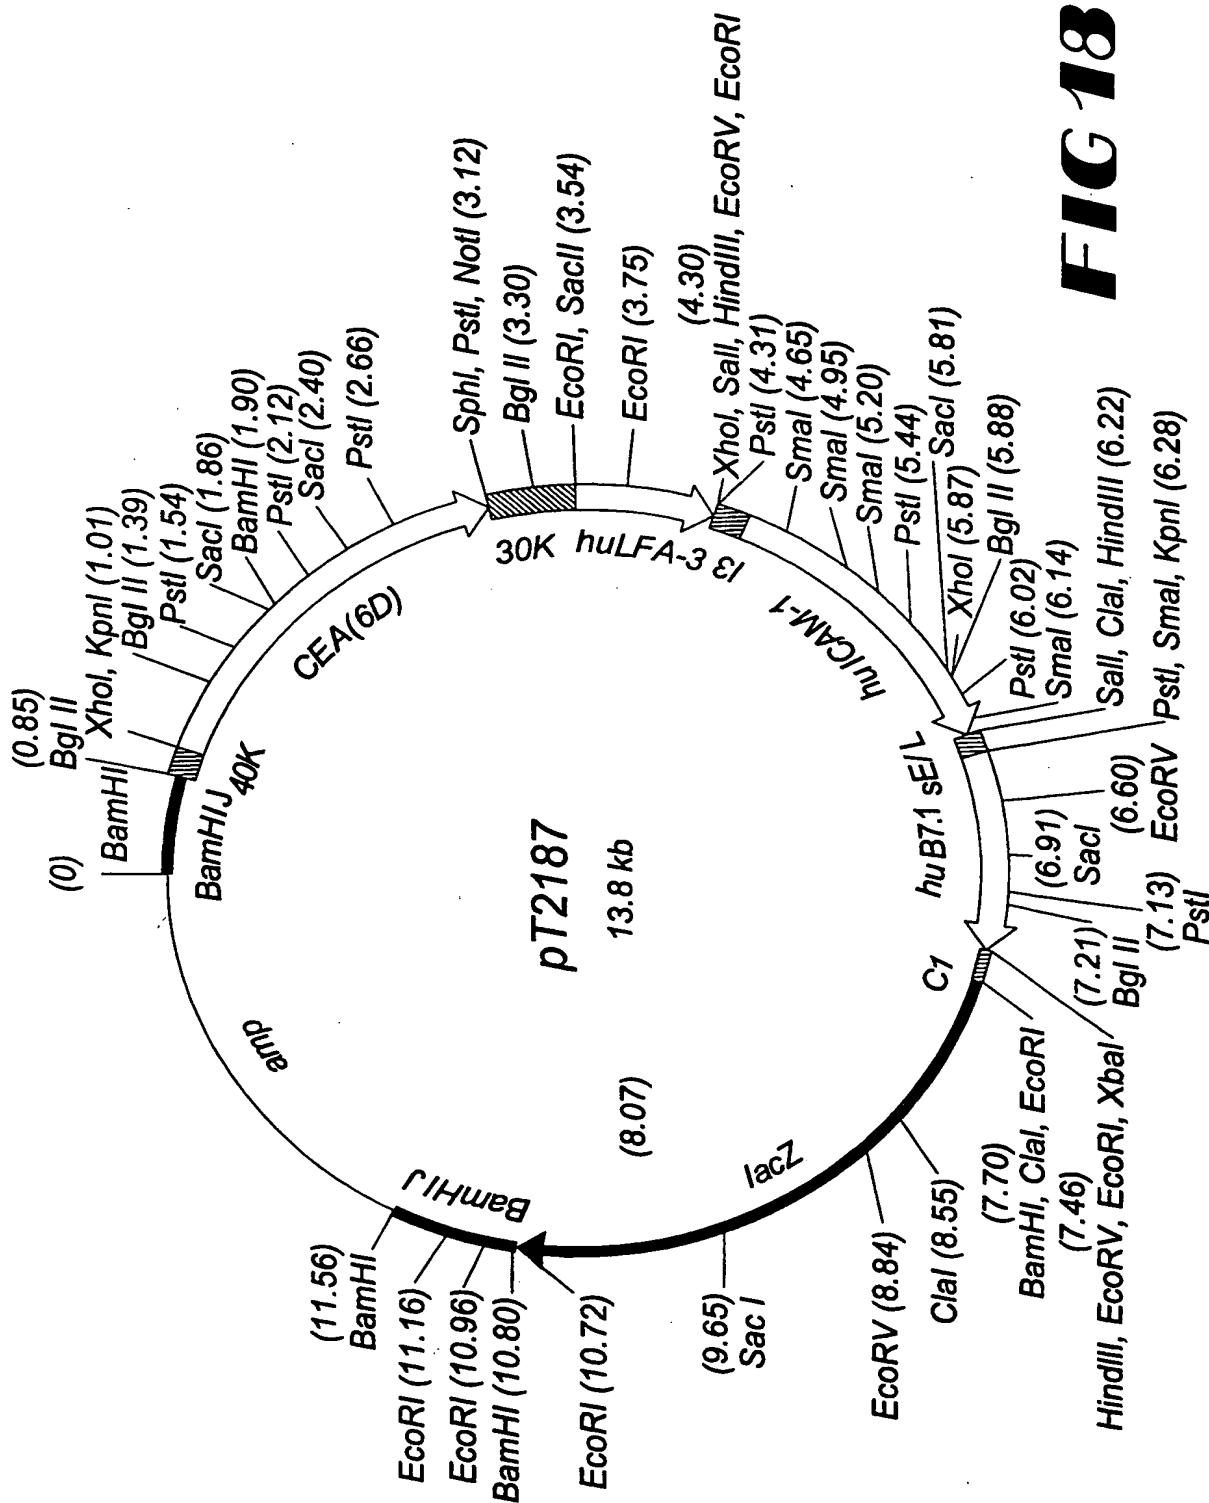 (0)
BamHI
(0.85)
Bgl II
XhoI, KpnI (1.01)
Bgl II (1.39)
PstI (1.54)
SacI (1.86)
BamHI (1.90)
PstI (2.12)
SacI (2.40)
PstI (2.66)
SphI, PstI, NotI (3.12)
Bgl II (3.30)
EcoRI, SacII (3.54)
EcoRI (3.75)
(4.30)
XhoI, SalI, HindIII, EcoRV, EcoRI
PstI (4.31)
SmaI (4.65)
SmaI (4.95)
SmaI (5.20)
PstI (5.44)
SacI (5.81)
XhoI (5.87)
Bgl II (5.88)
PstI (6.02)
SmaI (6.14)
SalI, ClaI, HindIII (6.22)
PstI, SmaI, KpnI (6.28)
(6.60)
EcoRV
(6.91)
SacI
(7.13)
PstI
(7.21)
Bgl II
(7.46)
HindIII, EcoRV, EcoRI, XbaI
(7.70)
BamHI, ClaI, EcoRI
ClaI (8.55)
EcoRV (8.84)
(9.65)
Sac I
EcoRI (10.72)
BamHI (10.80)
EcoRI (10.96)
EcoRI (11.16)
(11.56)
BamHI
BamHI J
40K
CEA(6D)
30K
huLFA-3
I3
huICAM-1
sE/L
hu B7.1
C1
lacZ
(8.07)
BamHI J
amp
pT2187
13.8 kb
FIG 18